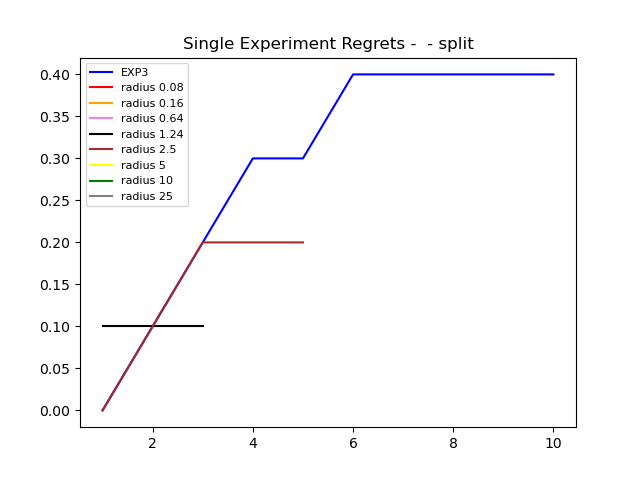 Single Experiment Regrets -  - split
0.40
0.35
0.30
0.25
0.20
0.15
0.10
0.05
0.00
EXP3
radius 0.08
radius 0.16
radius 0.64
radius 1.24
radius 2.5
radius 5
radius 10
radius 25
2 4 6 8 10